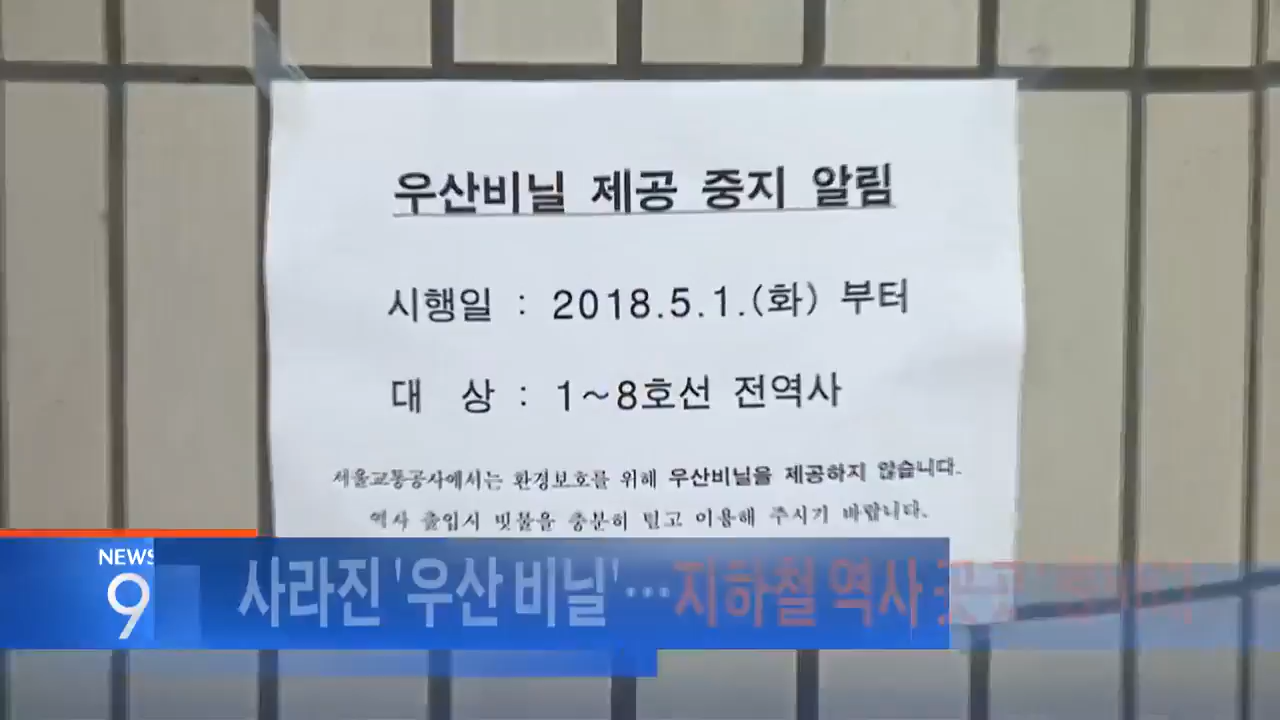 우산비닐 제공 중지 알림
시행일 : 2018.5.1.(화) 부터
대 상 : 1~8호선 전역사
서울교통공사에서는 환경보호를 위해 우산비닐을 제공하지 않습니다.
역사 출입시 빗물을 충분히 털고 이용해 주시기 바랍니다.
NEWS
9
사라진 '우산 비닐'…지하철 역사 곳곳